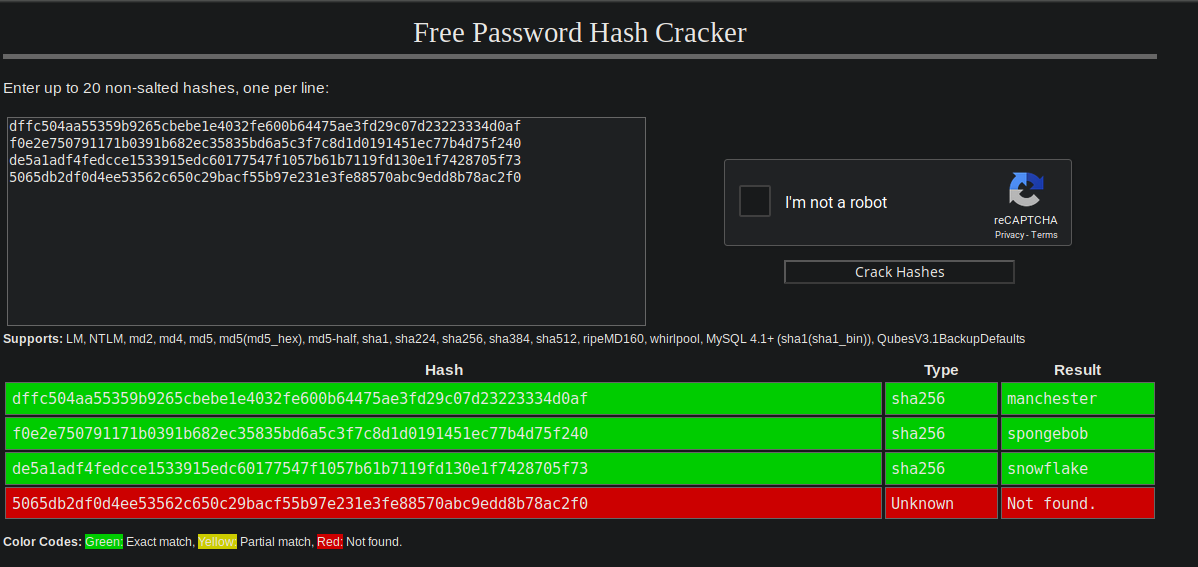 Free Password Hash Cracker
Enter up to 20 non-salted hashes, one per line:
dffc504aa55359b9265cbebe1e4032fe600b64475ae3fd29c07d23223334d0af
f0e2e750791171b0391b682ec35835bd6a5c3f7c8d1d0191451ec77b4d75f240
de5a1adf4fedcce1533915edc60177547f1057b61b7119fd130e1f7428705f73
5065db2df0d4ee53562c650c29bacf55b97e231e3fe88570abc9edd8b78ac2f0
I'm not a robot
reCAPTCHA
Privacy - Terms
Crack Hashes
Supports: LM, NTLM, md2, md4, md5, md5(md5_hex), md5-half, sha1, sha224, sha256, sha384, sha512, ripeMD160, whirlpool, MySQL 4.1+ (sha1(sha1_bin)), QubesV3.1BackupDefaults
Hash Type Result
dffc504aa55359b9265cbebe1e4032fe600b64475ae3fd29c07d23223334d0af sha256 manchester
f0e2e750791171b0391b682ec35835bd6a5c3f7c8d1d0191451ec77b4d75f240 sha256 spongebob
de5a1adf4fedcce1533915edc60177547f1057b61b7119fd130e1f7428705f73 sha256 snowflake
5065db2df0d4ee53562c650c29bacf55b97e231e3fe88570abc9edd8b78ac2f0 Unknown Not found.
Color Codes: Green: Exact match, Yellow: Partial match, Red: Not found.